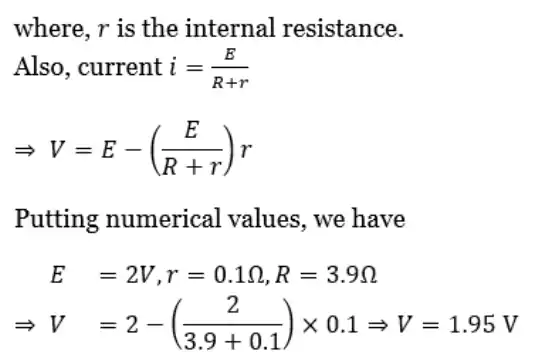 where, r is the internal resistance.
Also, current i = E/(R+r)
⇒ V = E − (E/(R + r)) r
Putting numerical values, we have
E = 2V, r = 0.1Ω, R = 3.9Ω
⇒ V = 2 − (2/(3.9 + 0.1)) × 0.1 ⇒ V = 1.95 V